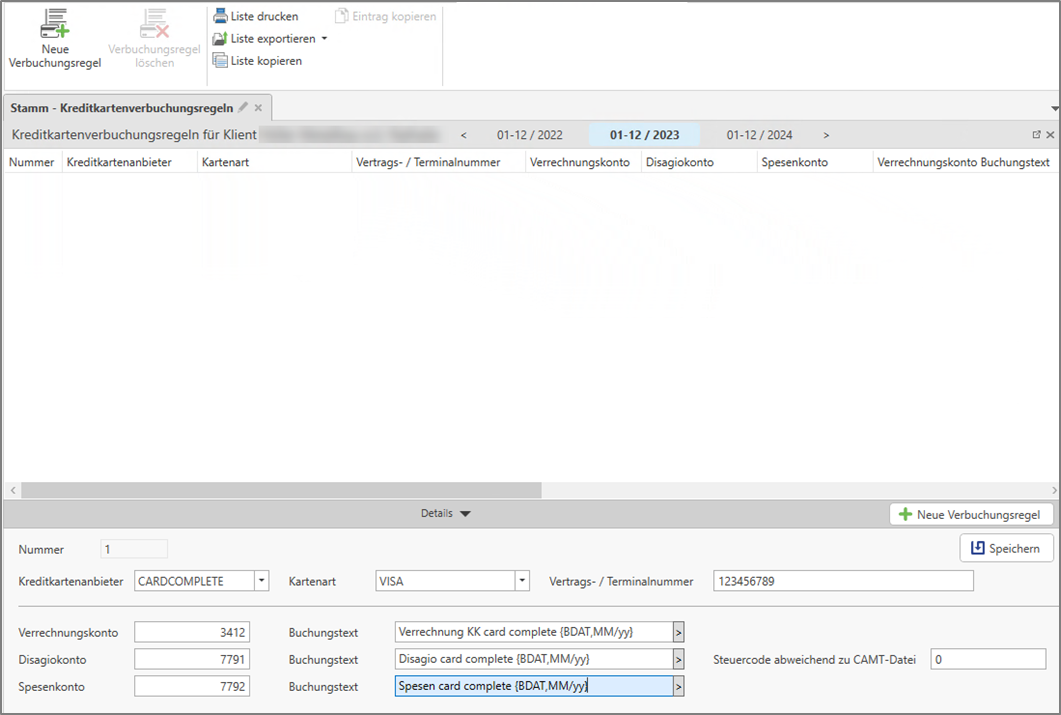 Neue Verbuchungsregel
Verbuchungsregel löschen
Liste drucken
Liste exportieren
Liste kopieren
Eintrag kopieren
Stamm - Kreditkartenverbuchungsregeln
Kreditkartenverbuchungsregeln für Klient < 01-12 / 2022 01-12 / 2023 01-12 / 2024 >
Nummer Kreditkartenanbieter Kartenart Vertrags- / Terminalnummer Verrechnungskonto Disagiokonto Spesenkonto Verrechnungskonto Buchungstext
Details
Neue Verbuchungsregel
Nummer 1
Speichern
Kreditkartenanbieter CARDCOMPLETE Kartenart VISA Vertrags- / Terminalnummer 123456789
Verrechnungskonto 3412 Buchungstext Verrechnung KK card complete {BDAT,MM/yy} >
Disagiokonto 7791 Buchungstext Disagio card complete {BDAT,MM/yy} > Steuercode abweichend zu CAMT-Datei 0
Spesenkonto 7792 Buchungstext Spesen card complete {BDAT,MM/yy} >